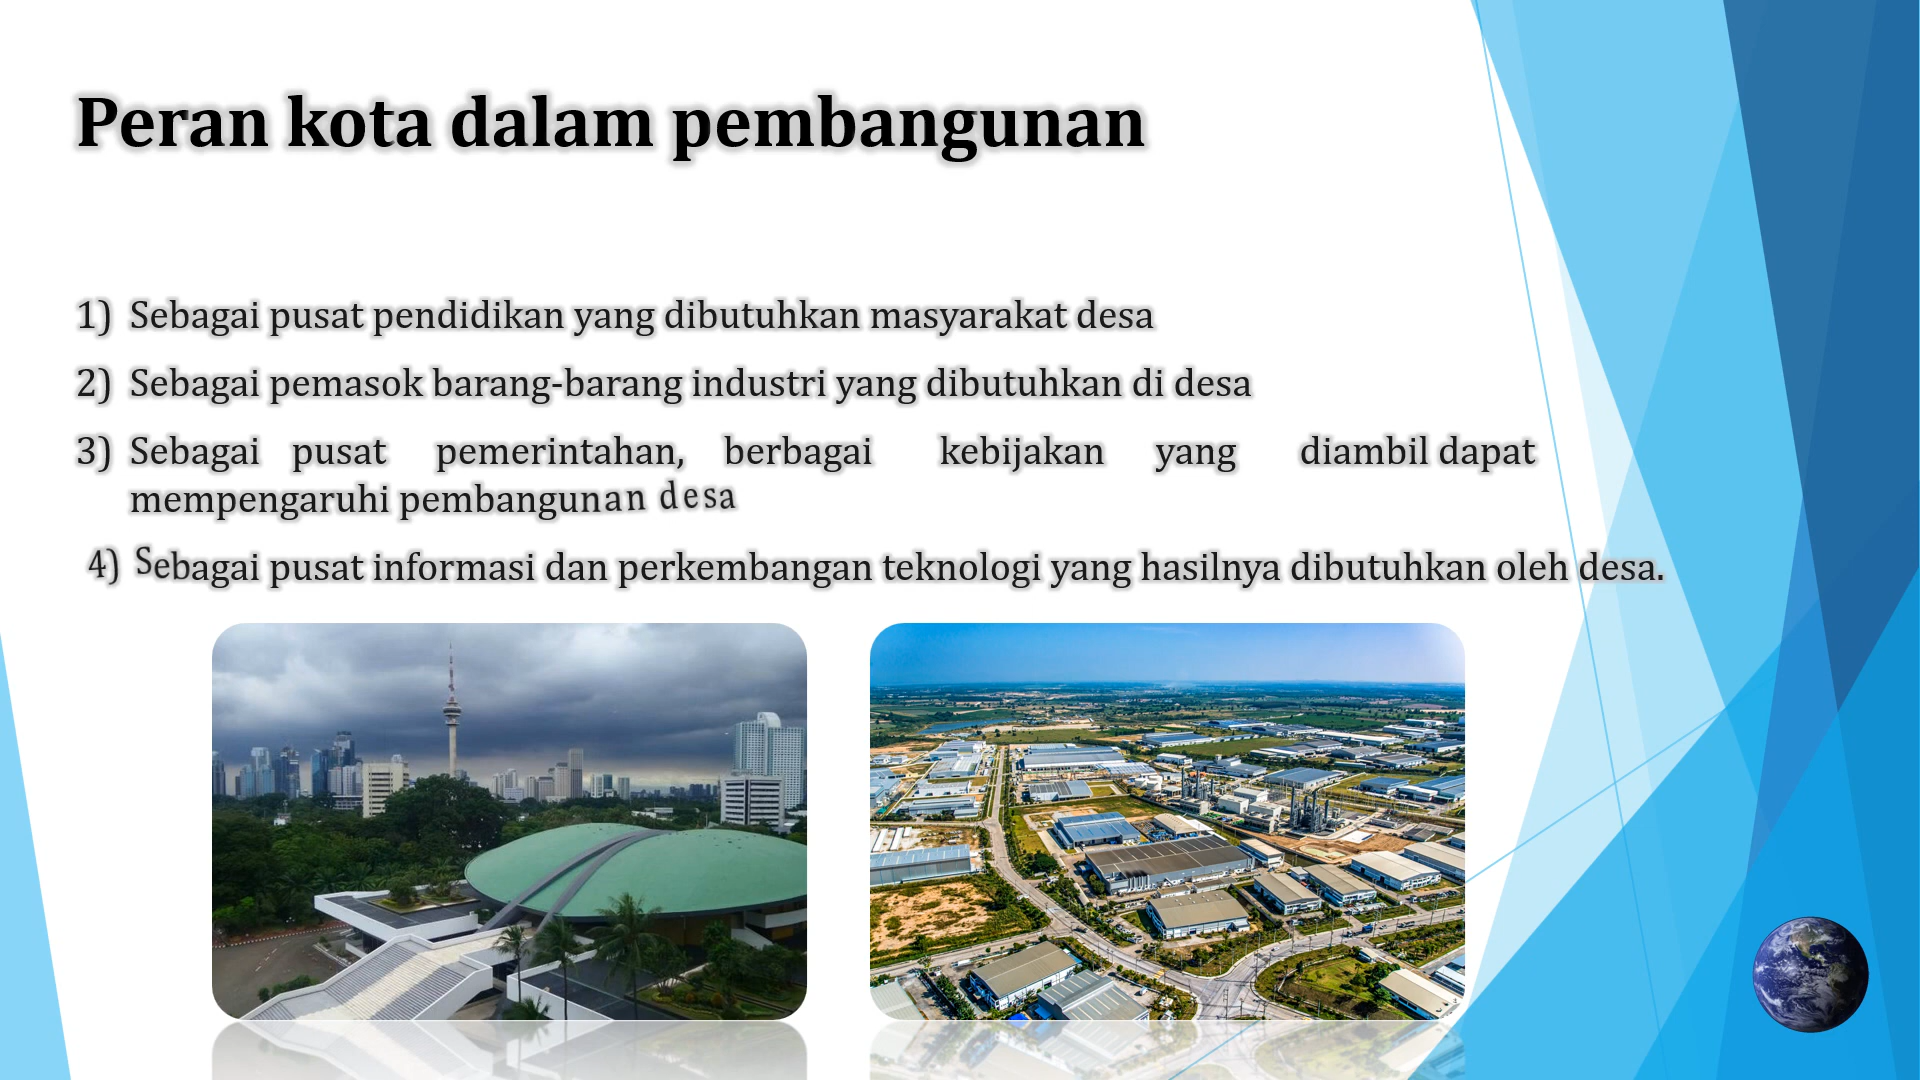 Peran kota dalam pembangunan
1) Sebagai pusat pendidikan yang dibutuhkan masyarakat desa
2) Sebagai pemasok barang-barang industri yang dibutuhkan di desa
3) Sebagai pusat pemerintahan, berbagai kebijakan yang diambil dapat
mempengaruhi pembangunan desa
4) Sebagai pusat informasi dan perkembangan teknologi yang hasilnya dibutuhkan oleh desa.